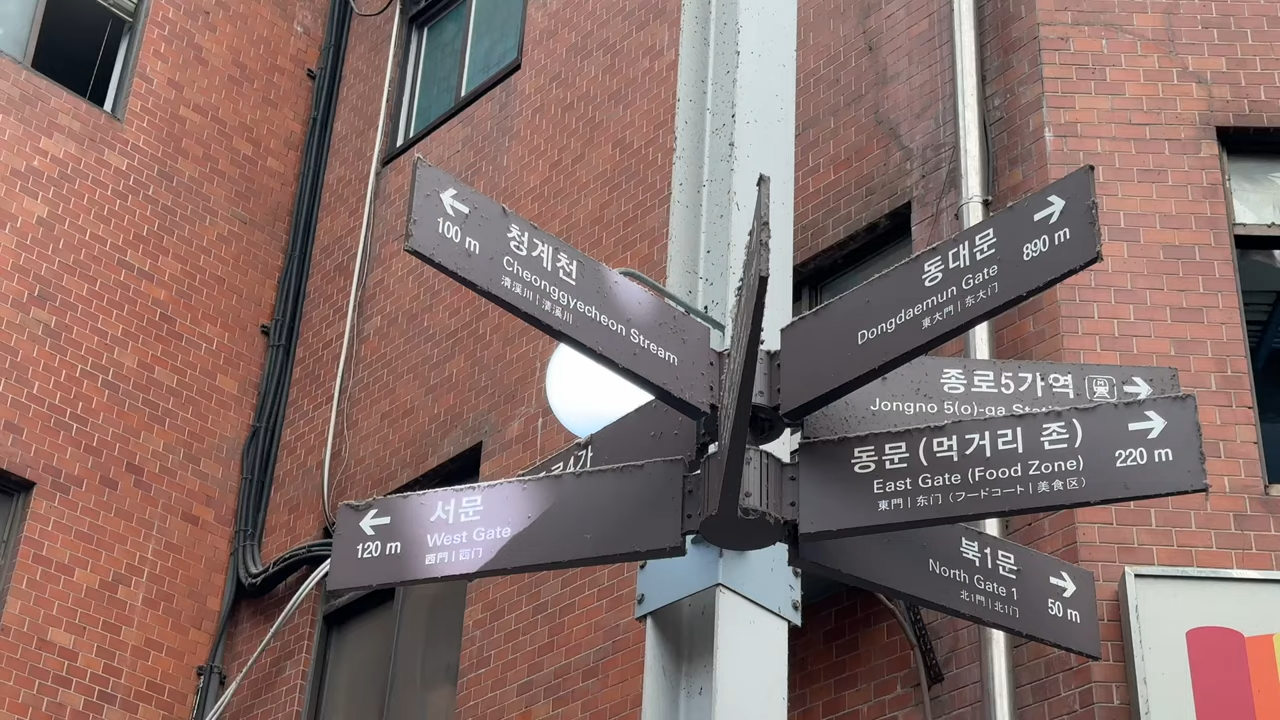 ←
100 m
청계천
Cheonggyecheon Stream
清溪川 | 清溪川
→
동대문
890 m
Dongdaemun Gate
東大門 | 东大门
종로5가역 →
Jongno 5(o)-ga
동문 (먹거리 존) →
East Gate (Food Zone) 220 m
東門 | 东门 (フードコート | 美食区)
← 서문
120 m West Gate
西門 | 西门
북1문 →
North Gate 1 50 m
北1門 | 北1门